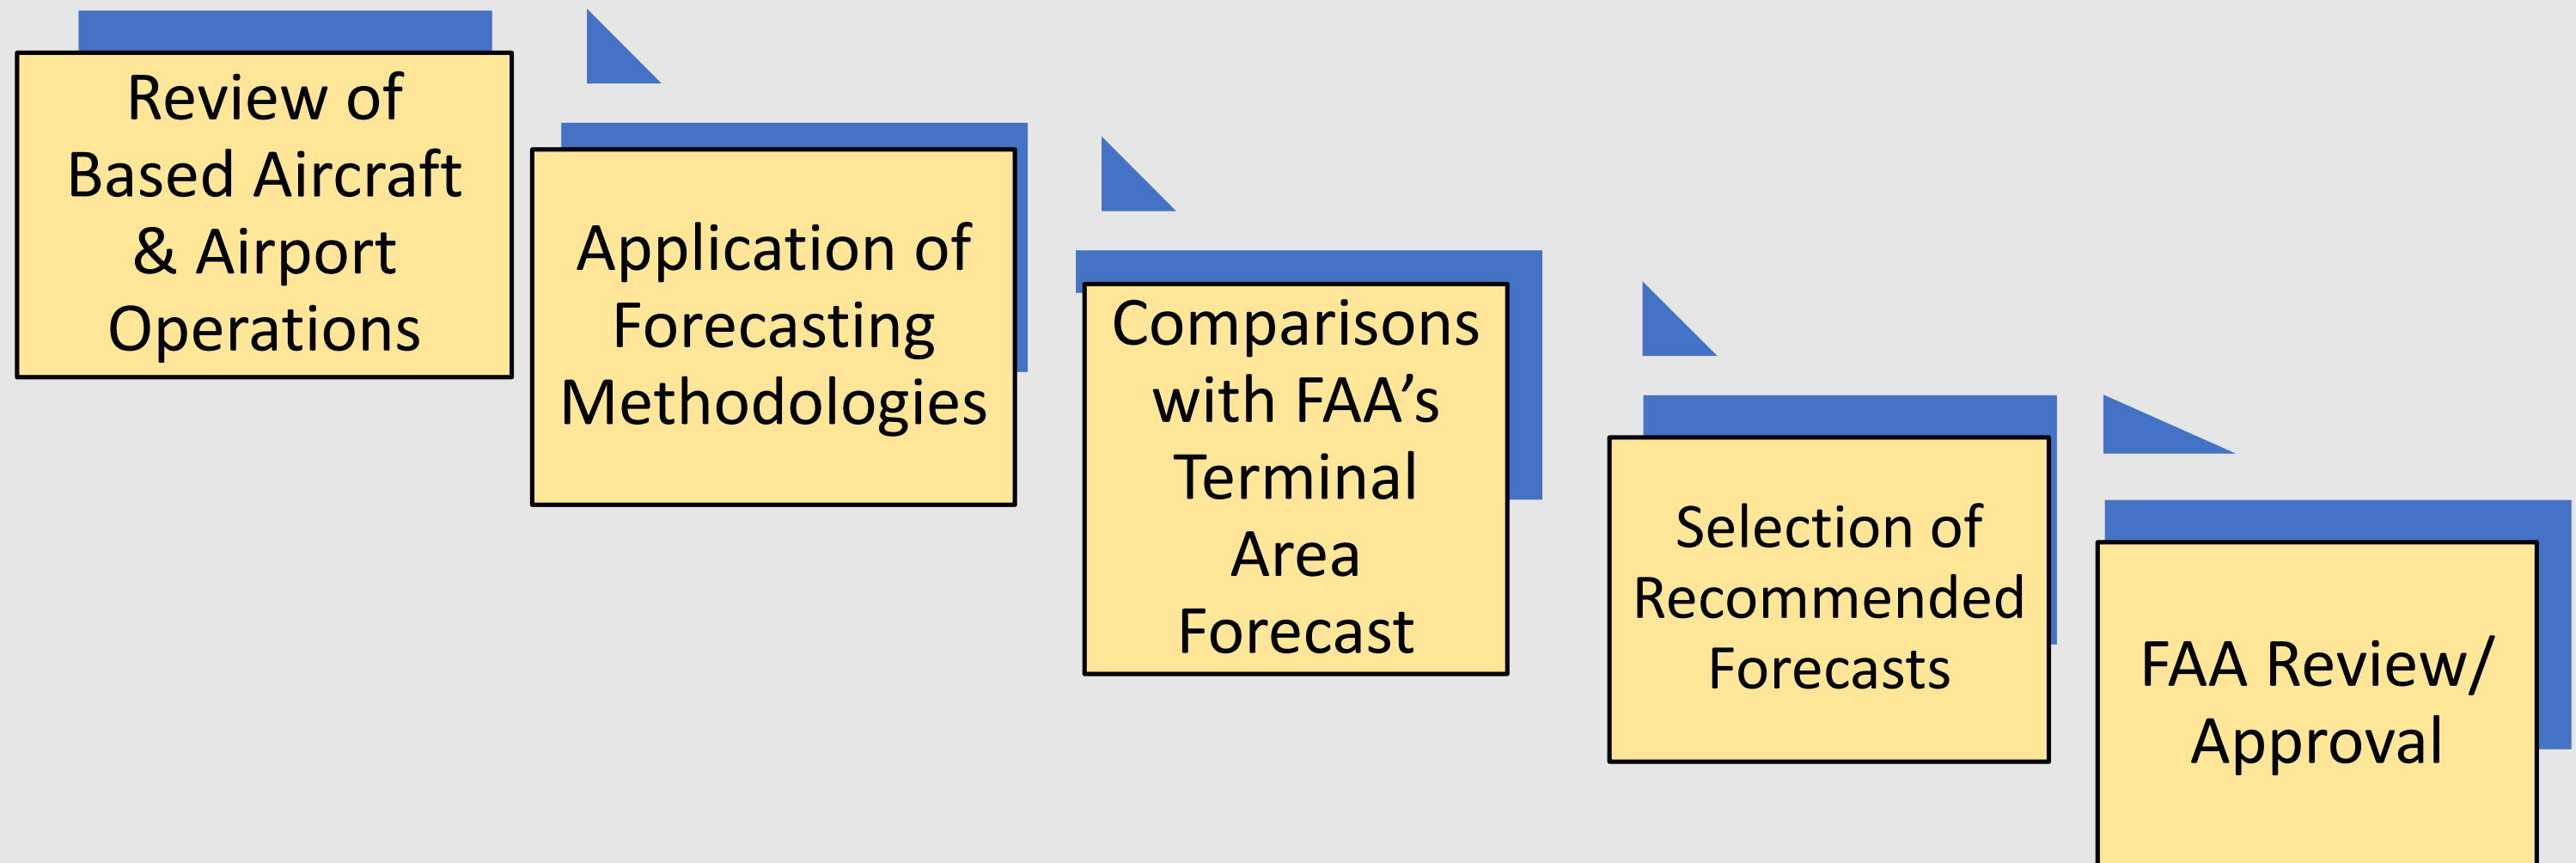 Review of
Based Aircraft
& Airport
Operations
Application of
Forecasting
Methodologies
Comparisons
with FAA’s
Terminal
Area
Forecast
Selection of
Recommended
Forecasts
FAA Review/
Approval